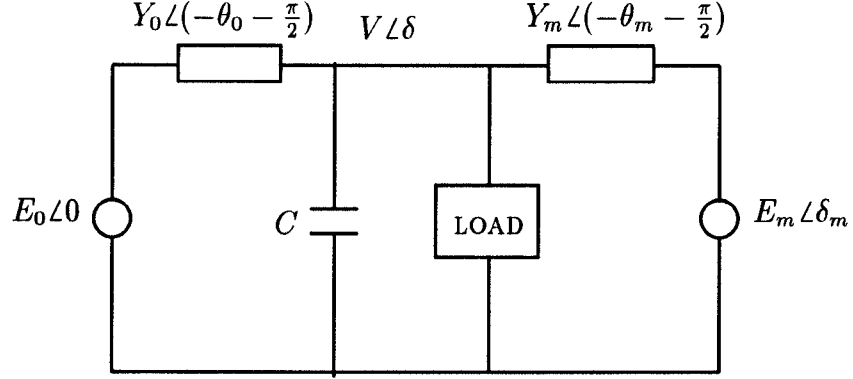 Y₀∠(−θ₀ − π/2)
V∠δ
Yₘ∠(−θₘ − π/2)
E₀∠0
C
LOAD
Eₘ∠δₘ